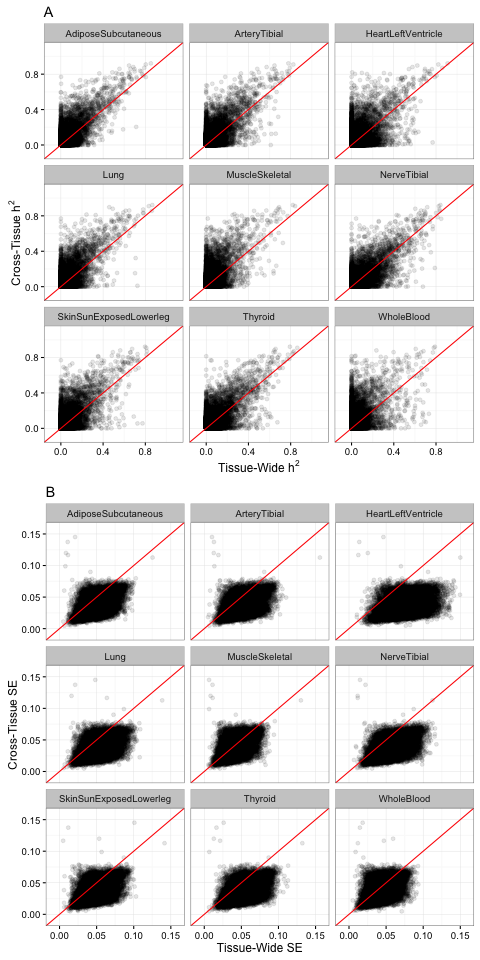 A
AdiposeSubcutaneous ArteryTibial HeartLeftVentricle
0.8
0.4
0.0
Lung MuscleSkeletal NerveTibial
0.8
0.4
0.0
Cross-Tissue h²
SkinSunExposedLowerleg Thyroid WholeBlood
0.8
0.4
0.0
0.0 0.4 0.8 0.0 0.4 0.8 0.0 0.4 0.8
Tissue-Wide h²
B
AdiposeSubcutaneous ArteryTibial HeartLeftVentricle
0.15
0.10
0.05
0.00
Lung MuscleSkeletal NerveTibial
0.15
0.10
0.05
0.00
Cross-Tissue SE
SkinSunExposedLowerleg Thyroid WholeBlood
0.15
0.10
0.05
0.00
0.00 0.05 0.10 0.15 0.00 0.05 0.10 0.15 0.00 0.05 0.10 0.15
Tissue-Wide SE